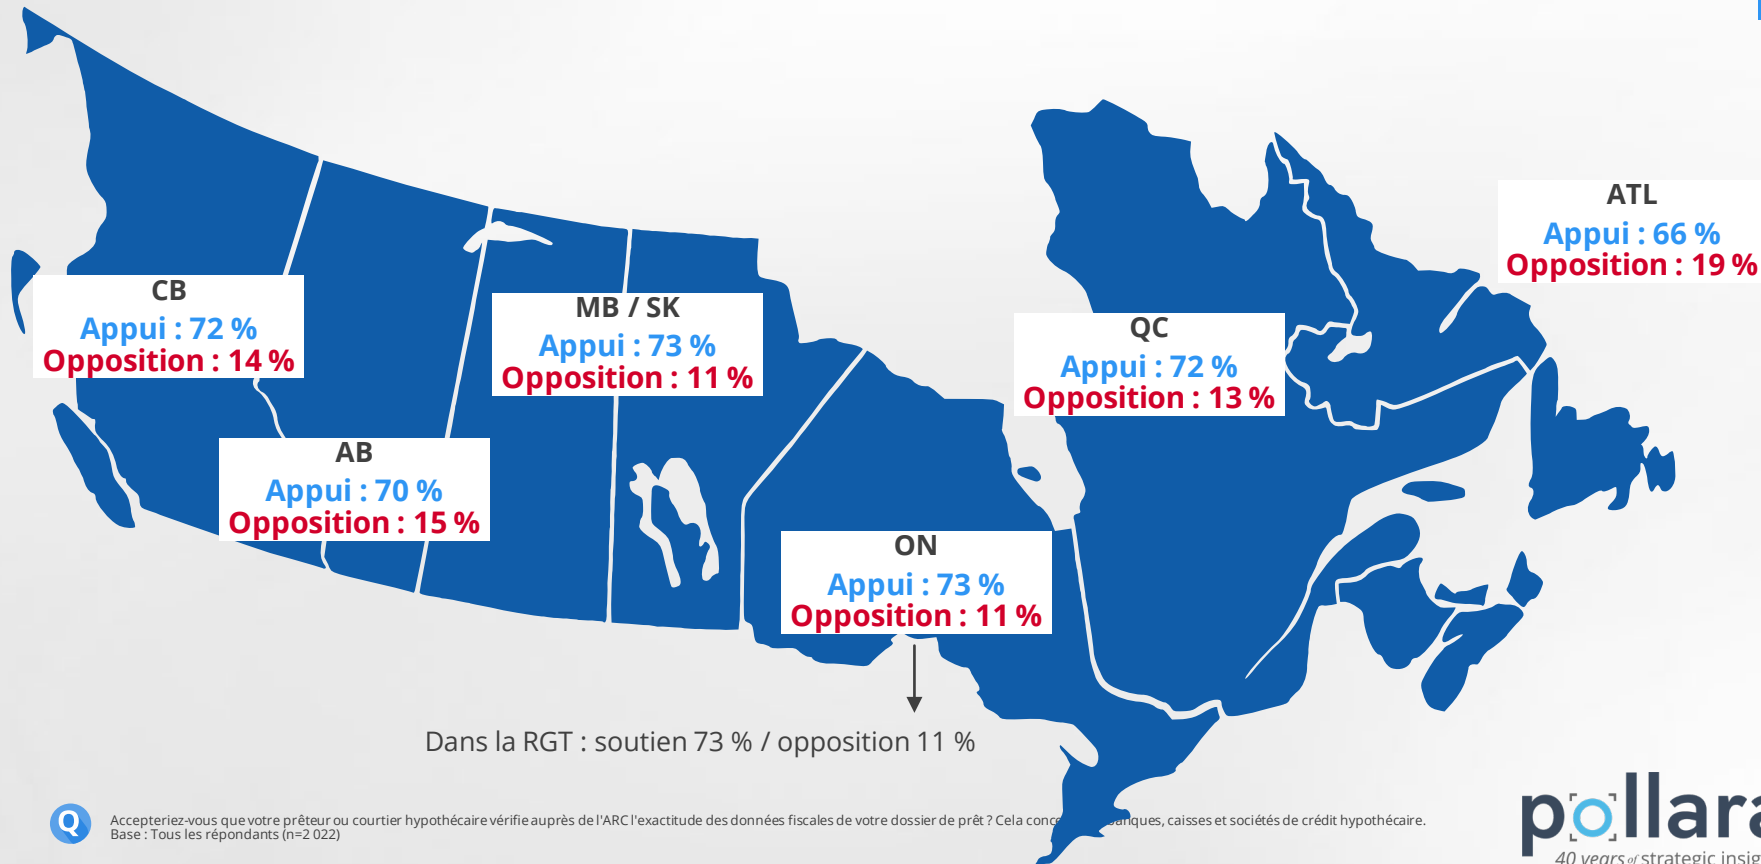 ATL
Appui : 66 %
Opposition : 19 %
CB
Appui : 72 %
Opposition : 14 %
MB / SK
Appui : 73 %
Opposition : 11 %
QC
Appui : 72 %
Opposition : 13 %
AB
Appui : 70 %
Opposition : 15 %
ON
Appui : 73 %
Opposition : 11 %
Dans la RGT : soutien 73 % / opposition 11 %
Q
Accepteriez-vous que votre prêteur ou courtier hypothécaire vérifie auprès de l'ARC l'exactitude des données fiscales de votre dossier de prêt ? Cela caisses et sociétés de crédit hypothécaire.
Base : Tous les répondants (n=2 022)
pollara
40 years of strategic